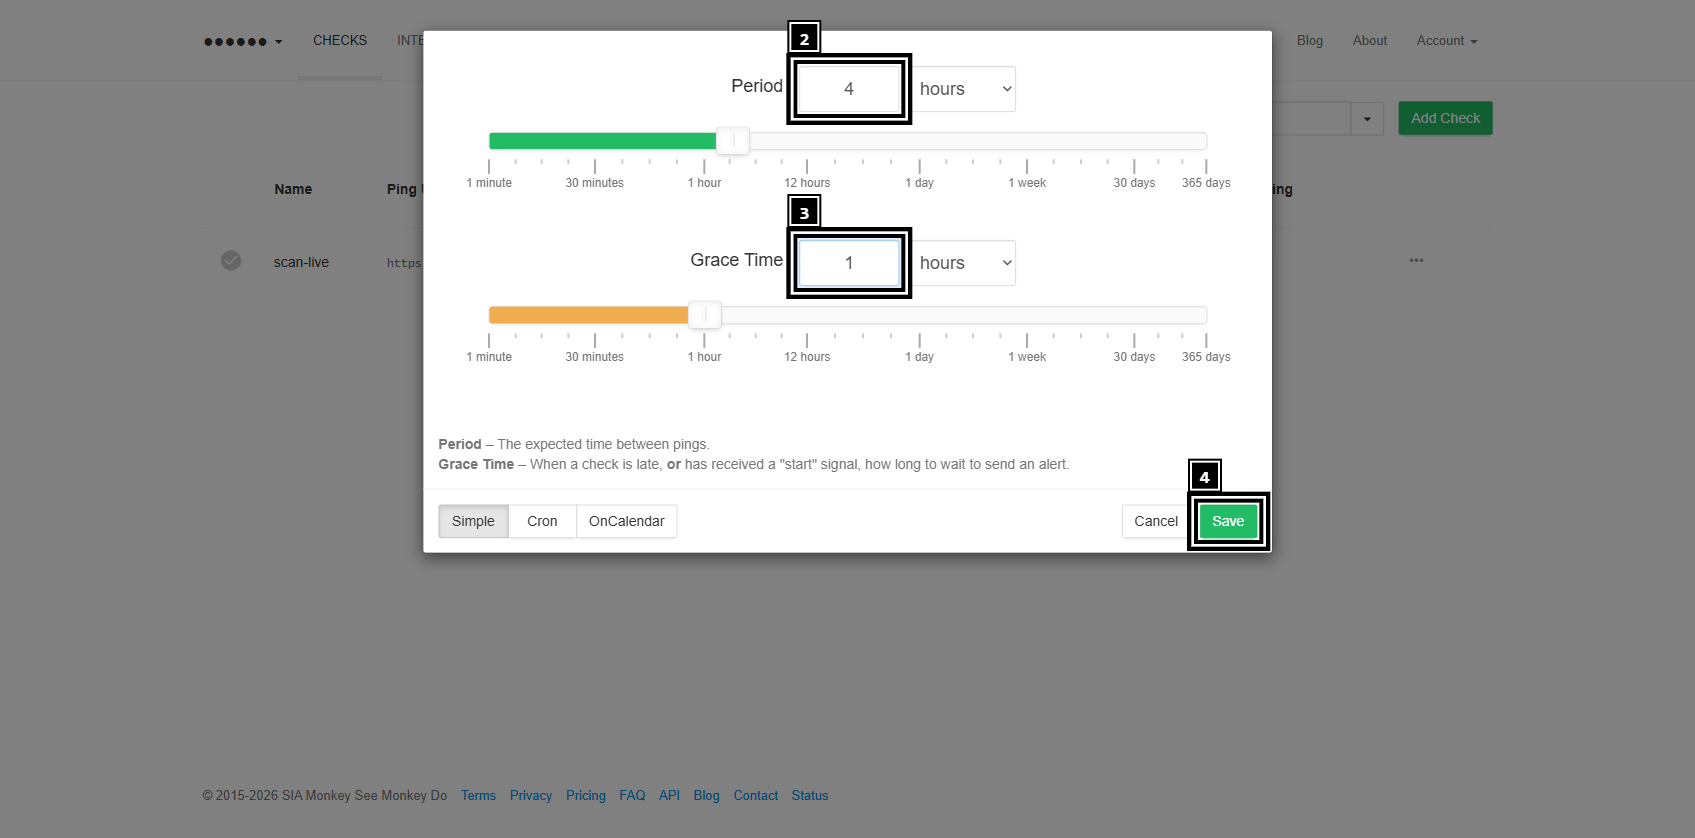 ●●●●●● CHECKS INTE Blog About Account
2
Period 4 hours
Add Check
1 minute 30 minutes 1 hour 12 hours 1 day 1 week 30 days 365 days
Name Ping ing
3
Grace Time 1 hours
scan-live https •••
1 minute 30 minutes 1 hour 12 hours 1 day 1 week 30 days 365 days
Period – The expected time between pings.
Grace Time – When a check is late, or has received a "start" signal, how long to wait to send an alert.
4
Simple Cron OnCalendar Cancel Save
© 2015-2026 SIA Monkey See Monkey Do Terms Privacy Pricing FAQ API Blog Contact Status